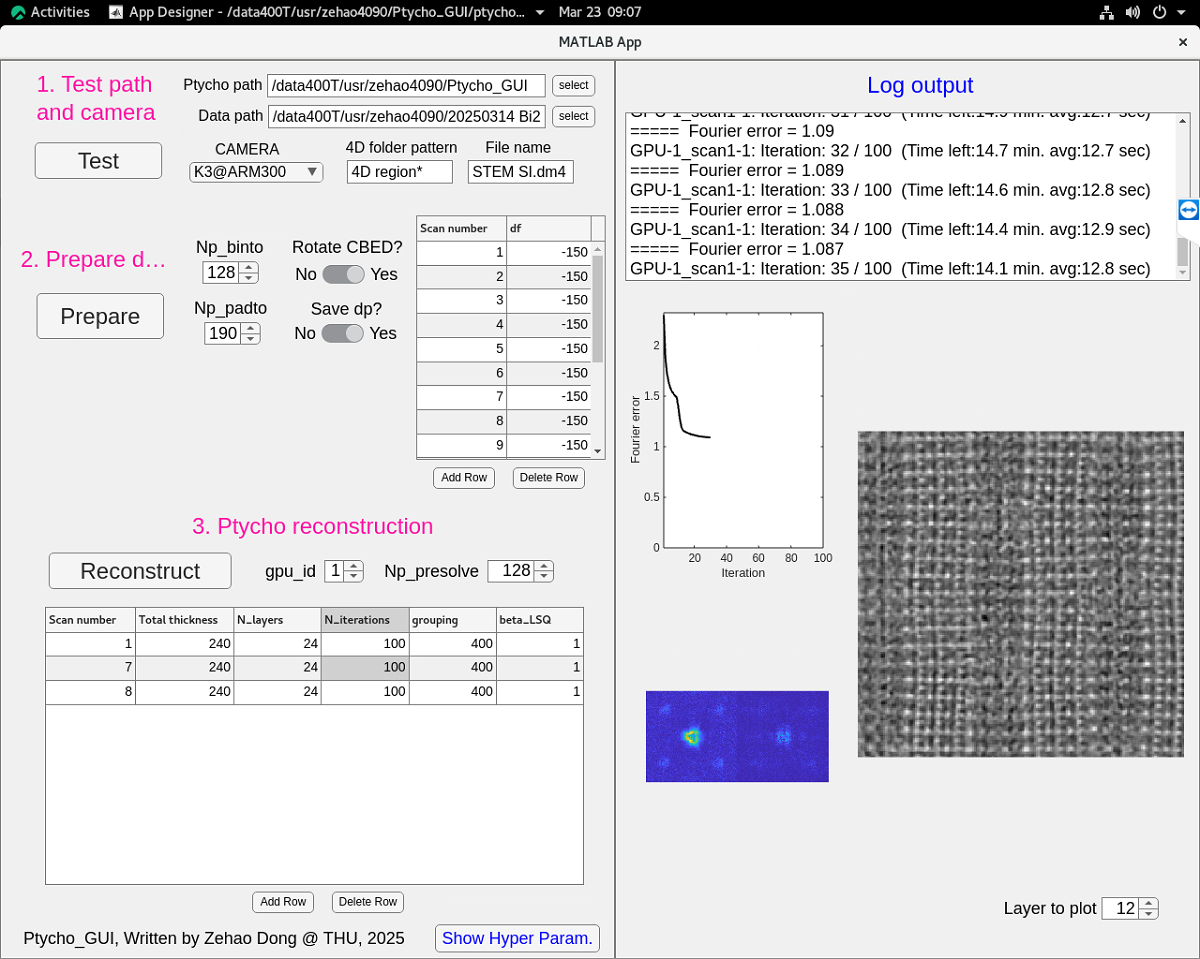 Activities App Designer - /data400T/usr/zehao4090/Ptycho_GUI/ptycho... Mar 23 09:07
MATLAB App
1. Test path
and camera
Test
Ptycho path /data400T/usr/zehao4090/Ptycho_GUI select
Data path /data400T/usr/zehao4090/20250314 Bi2 select
CAMERA 4D folder pattern File name
K3@ARM300 4D region* STEM SI.dm4
2. Prepare d...
Prepare
Np_binto Rotate CBED?
128 No Yes
Np_padto Save dp?
190 No Yes
Scan number df
1 -150
2 -150
3 -150
4 -150
5 -150
6 -150
7 -150
8 -150
9 -150
Add Row Delete Row
3. Ptycho reconstruction
Reconstruct gpu_id 1 Np_presolve 128
Scan number Total thickness N_layers N_iterations grouping beta_LSQ
1 240 24 100 400 1
7 240 24 100 400 1
8 240 24 100 400 1
Add Row Delete Row
Ptycho_GUI, Written by Zehao Dong @ THU, 2025 Show Hyper Param.
Log output
GPU-1_scan1-1: Iteration: 31 / 100 (Time left:14.9 min. avg:12.7 sec)
===== Fourier error = 1.09
GPU-1_scan1-1: Iteration: 32 / 100 (Time left:14.7 min. avg:12.7 sec)
===== Fourier error = 1.089
GPU-1_scan1-1: Iteration: 33 / 100 (Time left:14.6 min. avg:12.8 sec)
===== Fourier error = 1.088
GPU-1_scan1-1: Iteration: 34 / 100 (Time left:14.4 min. avg:12.9 sec)
===== Fourier error = 1.087
GPU-1_scan1-1: Iteration: 35 / 100 (Time left:14.1 min. avg:12.8 sec)
Fourier error
2
1.5
1
0.5
0
20 40 60 80 100
Iteration
Layer to plot 12